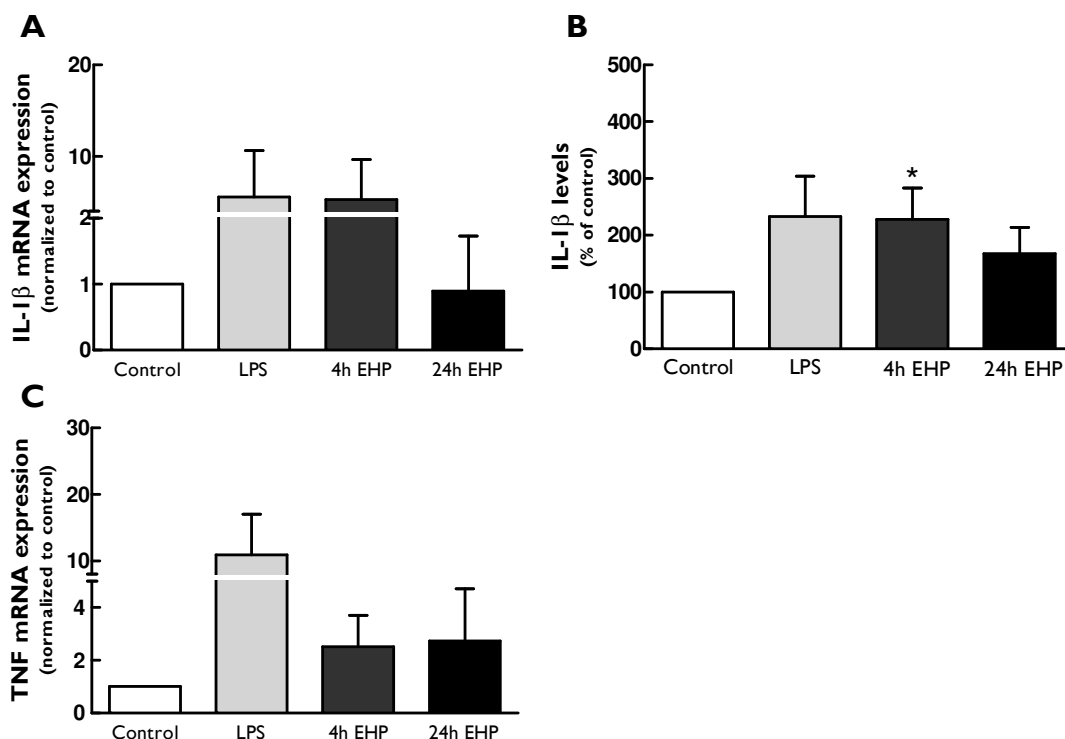 A
IL-1β mRNA expression
(normalized to control)
20
10
2
1
0
Control LPS 4h EHP 24h EHP
B
IL-1β levels
(% of control)
500
400
300
200
100
0
*
Control LPS 4h EHP 24h EHP
C
TNF mRNA expression
(normalized to control)
30
20
10
4
2
0
Control LPS 4h EHP 24h EHP